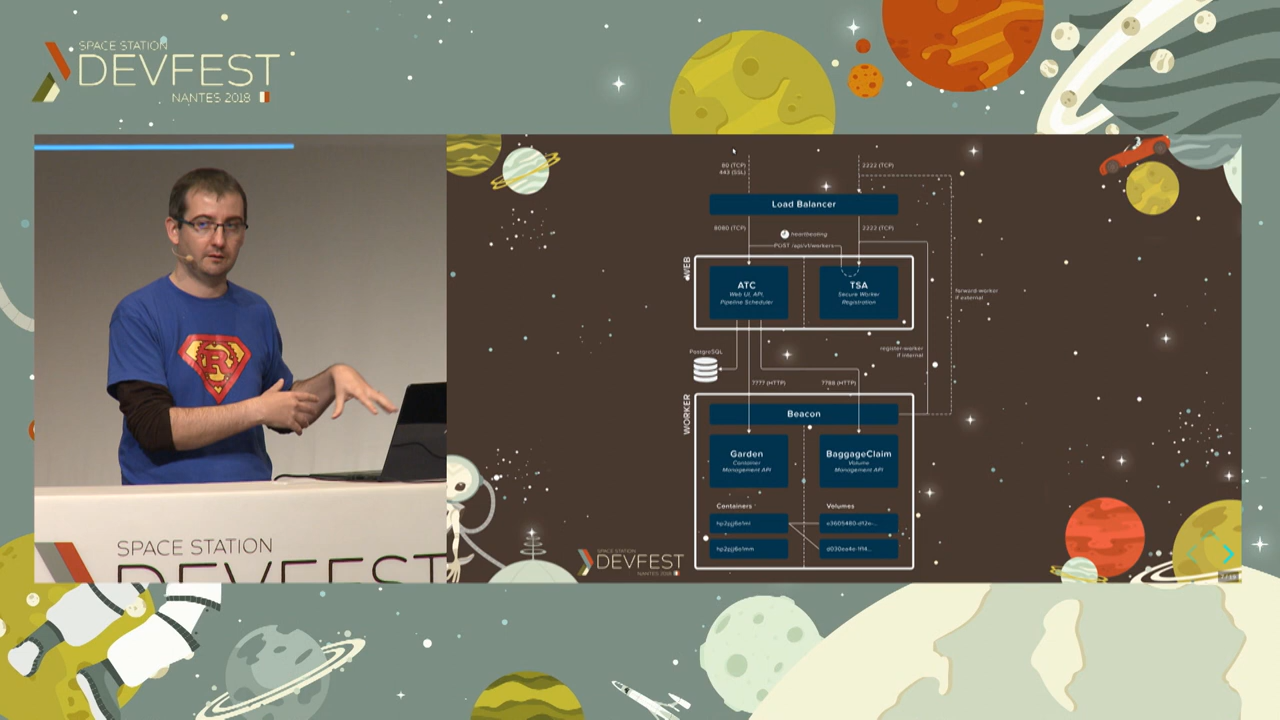 SPACE STATION
DEVFEST
NANTES 2018
R
SPACE STATION
DEVFEST
80 (TCP)
443 (SSL)
2222 (TCP)
Load Balancer
8080 (TCP)
heartbeating
2222 (TCP)
POST /api/v1/workers
WEB
ATC
Web UI, API,
Pipeline Scheduler
TSA
Secure Worker
Registration
forward-worker
if external
PostgreSQL
register-worker
if internal
7777 (HTTP)
7788 (HTTP)
WORKER
Beacon
Garden
Container
Management API
BaggageClaim
Volume
Management API
Containers
Volumes
SPACE STATION
DEVFEST
NANTES 2018